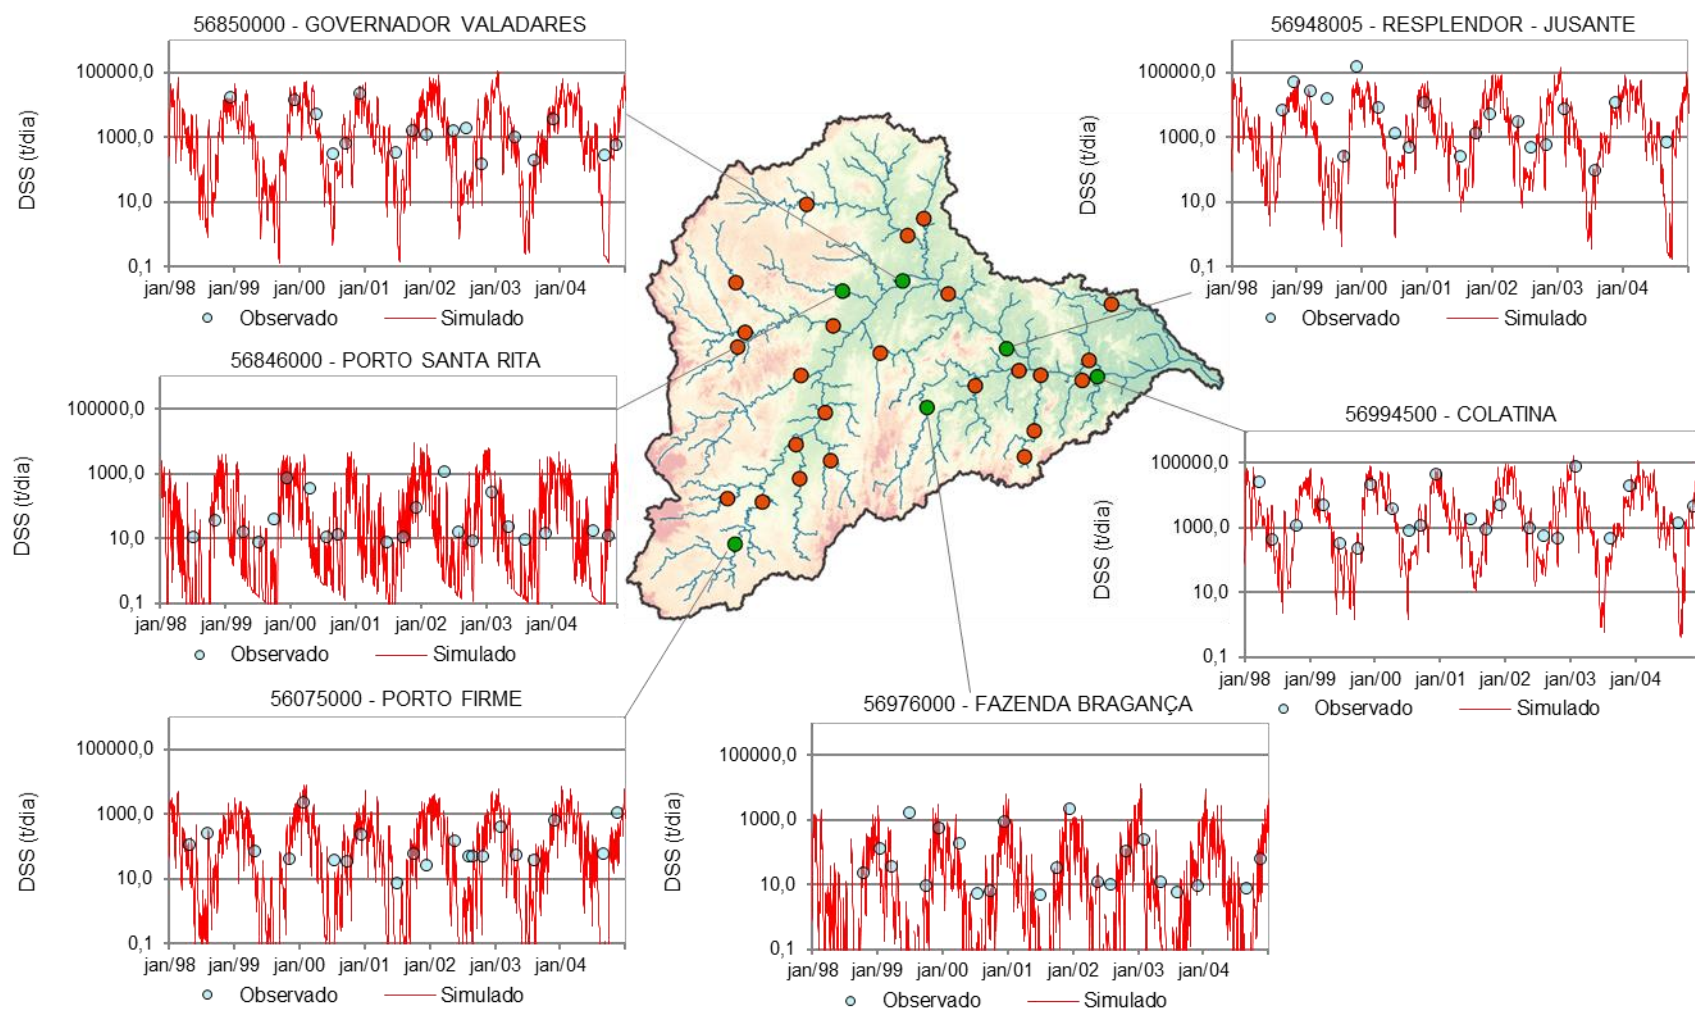 56850000 - GOVERNADOR VALADARES
DSS (t/dia)
100000,0
1000,0
10,0
0,1
jan/98 jan/99 jan/00 jan/01 jan/02 jan/03 jan/04
Observado Simulado
56948005 - RESPLENDOR - JUSANTE
DSS (t/dia)
100000,0
1000,0
10,0
0,1
jan/98 jan/99 jan/00 jan/01 jan/02 jan/03 jan/04
Observado Simulado
56846000 - PORTO SANTA RITA
DSS (t/dia)
100000,0
1000,0
10,0
0,1
jan/98 jan/99 jan/00 jan/01 jan/02 jan/03 jan/04
Observado Simulado
56994500 - COLATINA
DSS (t/dia)
100000,0
1000,0
10,0
0,1
jan/98 jan/99 jan/00 jan/01 jan/02 jan/03 jan/04
Observado Simulado
56075000 - PORTO FIRME
DSS (t/dia)
100000,0
1000,0
10,0
0,1
jan/98 jan/99 jan/00 jan/01 jan/02 jan/03 jan/04
Observado Simulado
56976000 - FAZENDA BRAGANÇA
DSS (t/dia)
100000,0
1000,0
10,0
0,1
jan/98 jan/99 jan/00 jan/01 jan/02 jan/03 jan/04
Observado Simulado